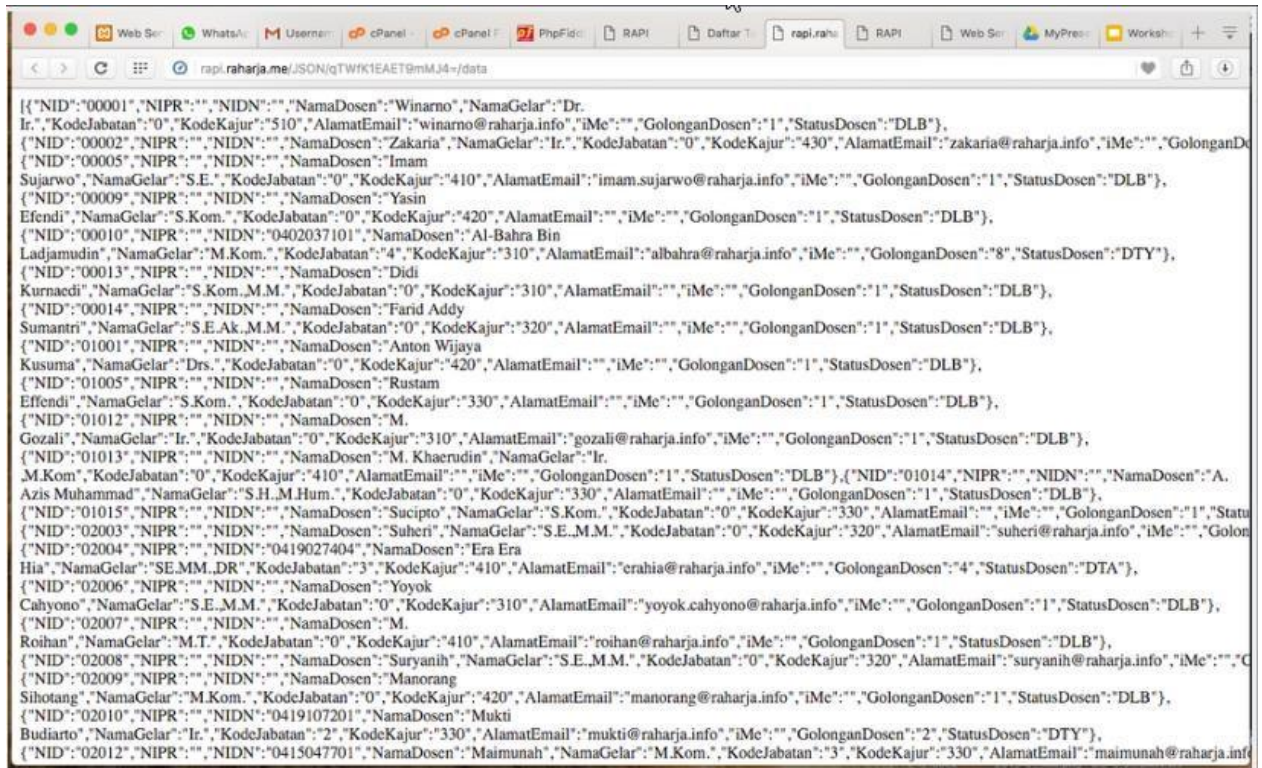 Web Ser
WhatsA
Usernam
cPanel -
cPanel F
PhpFido
RAPI
Daftar T
rapi.raha
RAPI
Web Ser
MyPres
Worksh
rapi.raharja.me/JSON/qTWfK1EAET9mMJ4=/data
[{"NID":"00001","NIPR":"","NIDN":"","NamaDosen":"Winarno","NamaGelar":"Dr.
Ir.","KodeJabatan":"0","KodeKajur":"510","AlamatEmail":"winarno@raharja.info","iMe":"","GolonganDosen":"1","StatusDosen":"DLB"},
{"NID":"00002","NIPR":"","NIDN":"","NamaDosen":"Zakaria","NamaGelar":"Ir.","KodeJabatan":"0","KodeKajur":"430","AlamatEmail":"zakaria@raharja.info","iMe":"","GolonganDo
{"NID":"00005","NIPR":"","NIDN":"","NamaDosen":"Imam
Sujarwo","NamaGelar":"S.E.","KodeJabatan":"0","KodeKajur":"410","AlamatEmail":"imam.sujarwo@raharja.info","iMe":"","GolonganDosen":"1","StatusDosen":"DLB"},
{"NID":"00009","NIPR":"","NIDN":"","NamaDosen":"Yasin
Efendi","NamaGelar":"S.Kom.","KodeJabatan":"0","KodeKajur":"420","AlamatEmail":"","iMe":"","GolonganDosen":"1","StatusDosen":"DLB"},
{"NID":"00010","NIPR":"","NIDN":"0402037101","NamaDosen":"Al-Bahra Bin
Ladjamudin","NamaGelar":"M.Kom.","KodeJabatan":"4","KodeKajur":"310","AlamatEmail":"albahra@raharja.info","iMe":"","GolonganDosen":"8","StatusDosen":"DTY"},
{"NID":"00013","NIPR":"","NIDN":"","NamaDosen":"Didi
Kurnaedi","NamaGelar":"S.Kom.,M.M.","KodeJabatan":"0","KodeKajur":"310","AlamatEmail":"","iMe":"","GolonganDosen":"1","StatusDosen":"DLB"},
{"NID":"00014","NIPR":"","NIDN":"","NamaDosen":"Farid Addy
Sumantri","NamaGelar":"S.E.Ak.,M.M.","KodeJabatan":"0","KodeKajur":"320","AlamatEmail":"","iMe":"","GolonganDosen":"1","StatusDosen":"DLB"},
{"NID":"01001","NIPR":"","NIDN":"","NamaDosen":"Anton Wijaya
Kusuma","NamaGelar":"Drs.","KodeJabatan":"0","KodeKajur":"420","AlamatEmail":"","iMe":"","GolonganDosen":"1","StatusDosen":"DLB"},
{"NID":"01005","NIPR":"","NIDN":"","NamaDosen":"Rustam
Effendi","NamaGelar":"S.Kom.","KodeJabatan":"0","KodeKajur":"330","AlamatEmail":"","iMe":"","GolonganDosen":"1","StatusDosen":"DLB"},
{"NID":"01012","NIPR":"","NIDN":"","NamaDosen":"M.
Gozali","NamaGelar":"Ir.","KodeJabatan":"0","KodeKajur":"310","AlamatEmail":"gozali@raharja.info","iMe":"","GolonganDosen":"1","StatusDosen":"DLB"},
{"NID":"01013","NIPR":"","NIDN":"","NamaDosen":"M. Khaerudin","NamaGelar":"Ir.
,M.Kom","KodeJabatan":"0","KodeKajur":"410","AlamatEmail":"","iMe":"","GolonganDosen":"1","StatusDosen":"DLB"},{"NID":"01014","NIPR":"","NIDN":"","NamaDosen":"A.
Azis Muhammad","NamaGelar":"S.H.,M.Hum.","KodeJabatan":"0","KodeKajur":"330","AlamatEmail":"","iMe":"","GolonganDosen":"1","StatusDosen":"DLB"},
{"NID":"01015","NIPR":"","NIDN":"","NamaDosen":"Sucipto","NamaGelar":"S.Kom.","KodeJabatan":"0","KodeKajur":"330","AlamatEmail":"","iMe":"","GolonganDosen":"1","Statu
{"NID":"02003","NIPR":"","NIDN":"","NamaDosen":"Suheri","NamaGelar":"S.E.,M.M.","KodeJabatan":"0","KodeKajur":"320","AlamatEmail":"suheri@raharja.info","iMe":"","Golon
{"NID":"02004","NIPR":"","NIDN":"0419027404","NamaDosen":"Era Era
Hia","NamaGelar":"SE.MM.,DR","KodeJabatan":"3","KodeKajur":"410","AlamatEmail":"erahia@raharja.info","iMe":"","GolonganDosen":"4","StatusDosen":"DTA"},
{"NID":"02006","NIPR":"","NIDN":"","NamaDosen":"Yoyok
Cahyono","NamaGelar":"S.E.,M.M.","KodeJabatan":"0","KodeKajur":"310","AlamatEmail":"yoyok.cahyono@raharja.info","iMe":"","GolonganDosen":"1","StatusDosen":"DLB"},
{"NID":"02007","NIPR":"","NIDN":"","NamaDosen":"M.
Roihan","NamaGelar":"M.T.","KodeJabatan":"0","KodeKajur":"410","AlamatEmail":"roihan@raharja.info","iMe":"","GolonganDosen":"1","StatusDosen":"DLB"},
{"NID":"02008","NIPR":"","NIDN":"","NamaDosen":"Suryanih","NamaGelar":"S.E.,M.M.","KodeJabatan":"0","KodeKajur":"320","AlamatEmail":"suryanih@raharja.info","iMe":"","G
{"NID":"02009","NIPR":"","NIDN":"","NamaDosen":"Manorang
Sihotang","NamaGelar":"M.Kom.","KodeJabatan":"0","KodeKajur":"420","AlamatEmail":"manorang@raharja.info","iMe":"","GolonganDosen":"1","StatusDosen":"DLB"},
{"NID":"02010","NIPR":"","NIDN":"0419107201","NamaDosen":"Mukti
Budiarto","NamaGelar":"Ir.","KodeJabatan":"2","KodeKajur":"330","AlamatEmail":"mukti@raharja.info","iMe":"","GolonganDosen":"2","StatusDosen":"DTY"},
{"NID":"02012","NIPR":"","NIDN":"0415047701","NamaDosen":"Maimunah","NamaGelar":"M.Kom.","KodeJabatan":"3","KodeKajur":"330","AlamatEmail":"maimunah@raharja.info